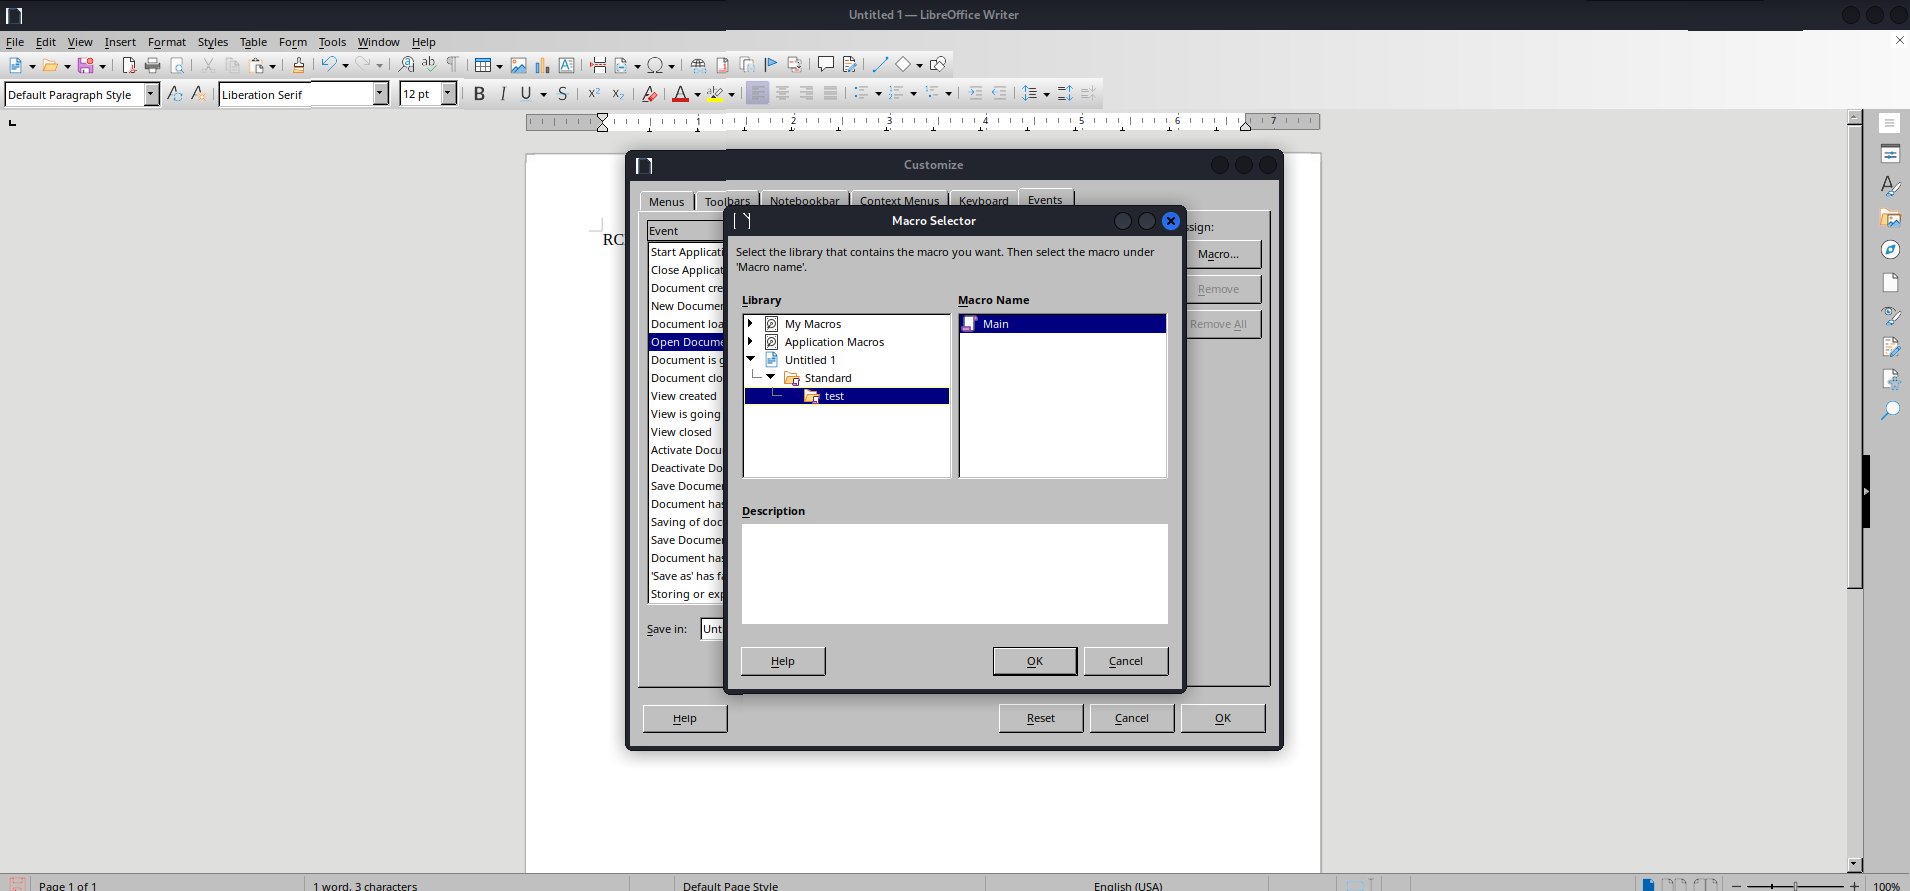 Untitled 1 — LibreOffice Writer
File Edit View Insert Format Styles Table Form Tools Window Help
Default Paragraph Style Liberation Serif 12 pt
1 2 3 4 5 6 7
Customize
Menus Toolbars Notebookbar Context Menus Keyboard Events
RC
Macro Selector
Event
ssign:
Start Applicati
Close Applicat
Document cre
New Documen
Document loa
Open Docume
Document is g
Document clo
View created
View is going
View closed
Activate Docu
Deactivate Do
Save Documen
Document has
Saving of doc
Save Documen
Document has
'Save as' has fa
Storing or exp
Save in: Unt
Macro...
Remove
Remove All
Select the library that contains the macro you want. Then select the macro under
'Macro name'.
Library Macro Name
My Macros Main
Application Macros
Untitled 1
Standard
test
Description
Help OK Cancel
Help Reset Cancel OK
Page 1 of 1 1 word, 3 characters Default Page Style English (USA) 100%